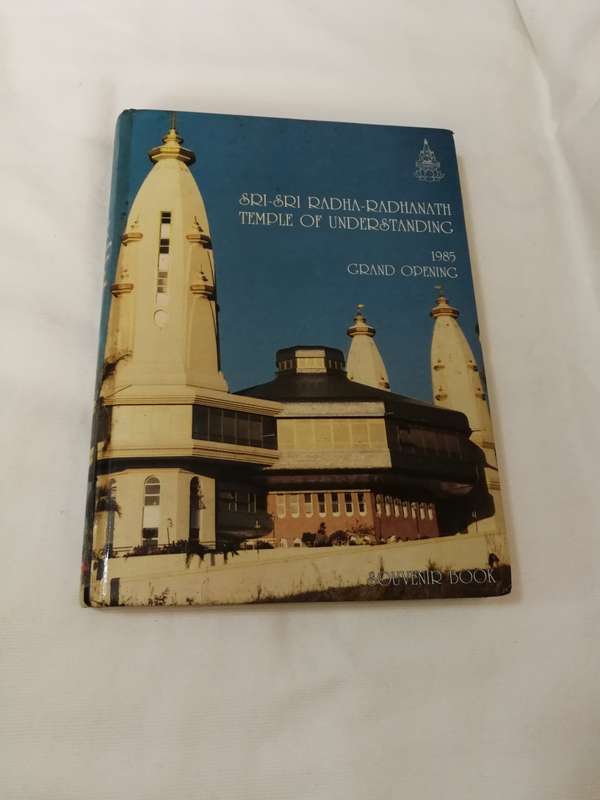 SRI-SRI RADHA-RADHANATH
TEMPLE OF UNDERSTANDING
1985
GRAND OPENING
SOUVENIR BOOK